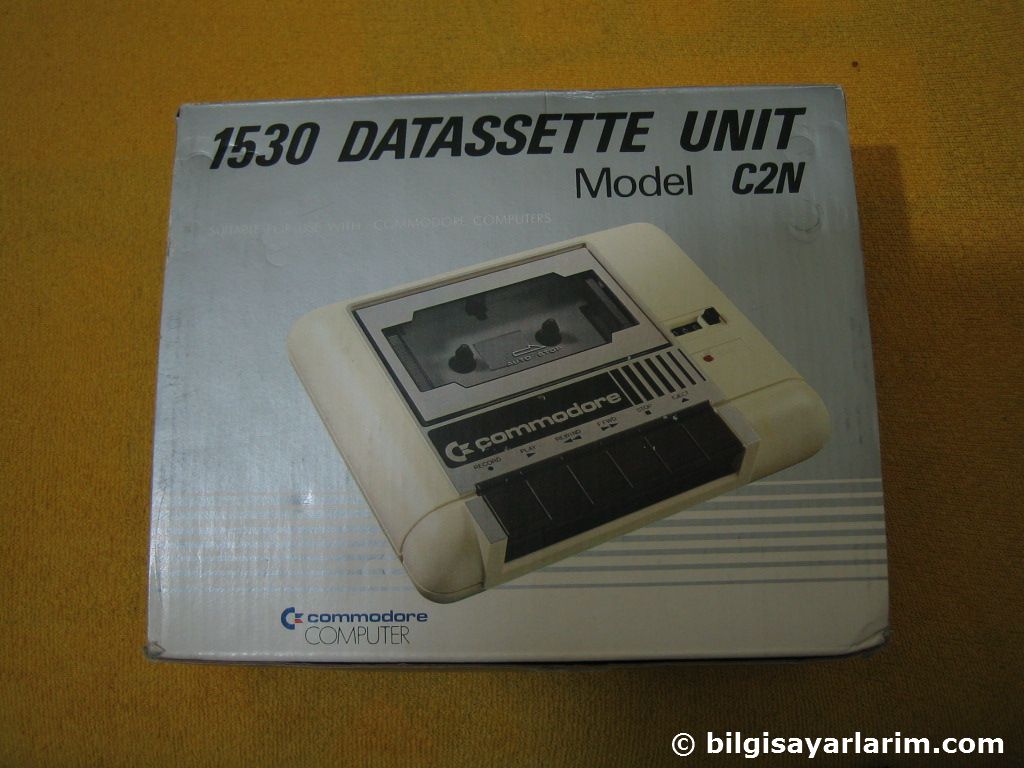 1530 DATASSETTE UNIT
Model C2N
SUITABLE FOR USE WITH COMMODORE COMPUTERS
AUTO STOP
commodore
RECORD PLAY REWIND F.FWD STOP EJECT
commodore
COMPUTER
© bilgisayarlarim.com